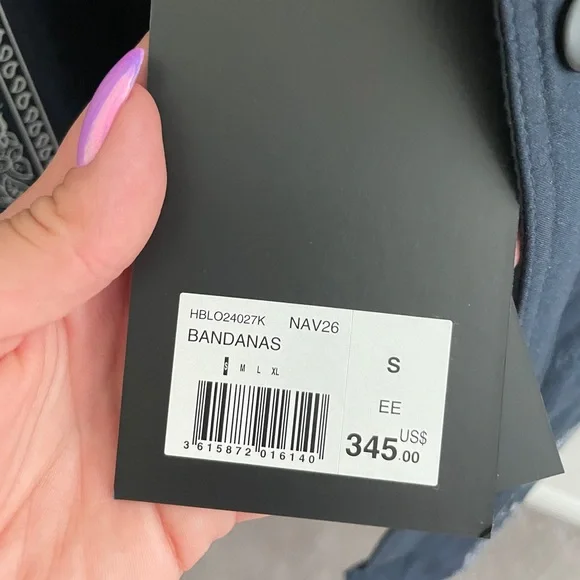 HBLO24027K NAV26
BANDANAS
S M L XL
3 615872 016140
S
EE
345.00 US$